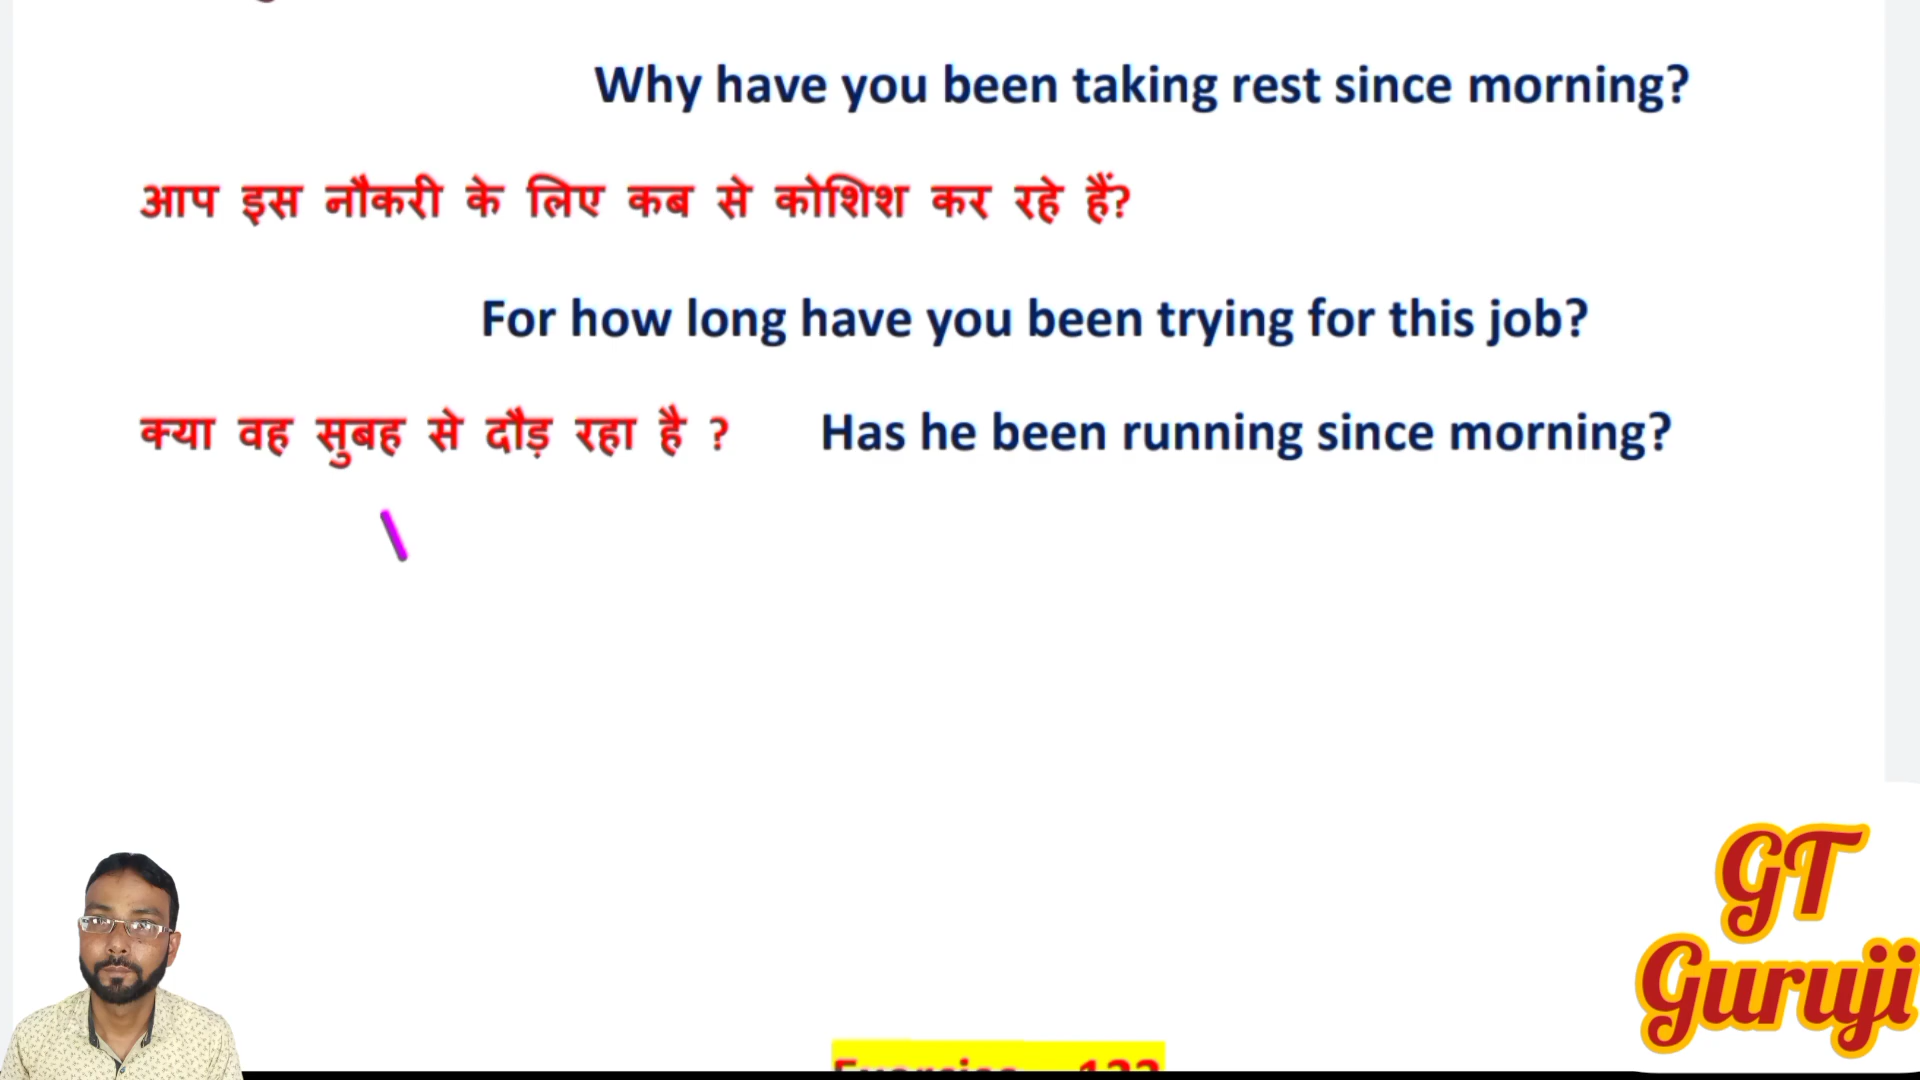 Why have you been taking rest since morning?
आप इस नौकरी के लिए कब से कोशिश कर रहे हैं?
For how long have you been trying for this job?
क्या वह सुबह से दौड़ रहा है ? Has he been running since morning?
GT
Guruji